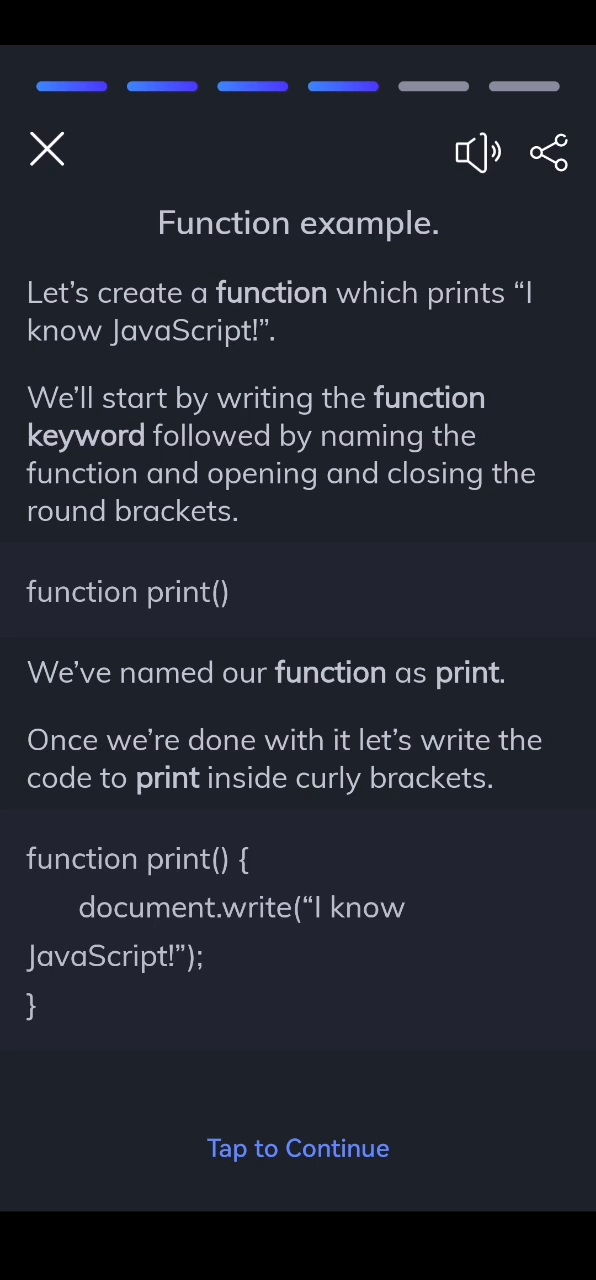 Function example.
Let’s create a function which prints “I
know JavaScript!”.
We’ll start by writing the function
keyword followed by naming the
function and opening and closing the
round brackets.
function print()
We’ve named our function as print.
Once we’re done with it let’s write the
code to print inside curly brackets.
function print() {
document.write(“I know
JavaScript!”);
}
Tap to Continue